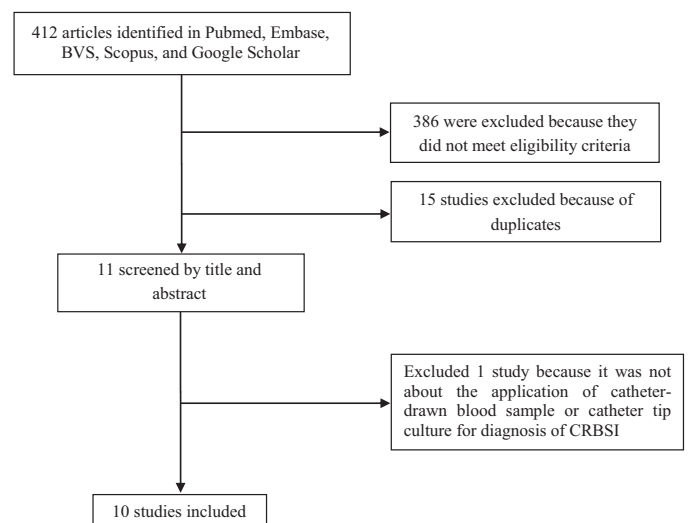 412 articles identified in Pubmed, Embase,
BVS, Scopus, and Google Scholar
386 were excluded because they
did not meet eligibility criteria
15 studies excluded because of
duplicates
11 screened by title and
abstract
Excluded 1 study because it was not
about the application of catheter-
drawn blood sample or catheter tip
culture for diagnosis of CRBSI
10 studies included